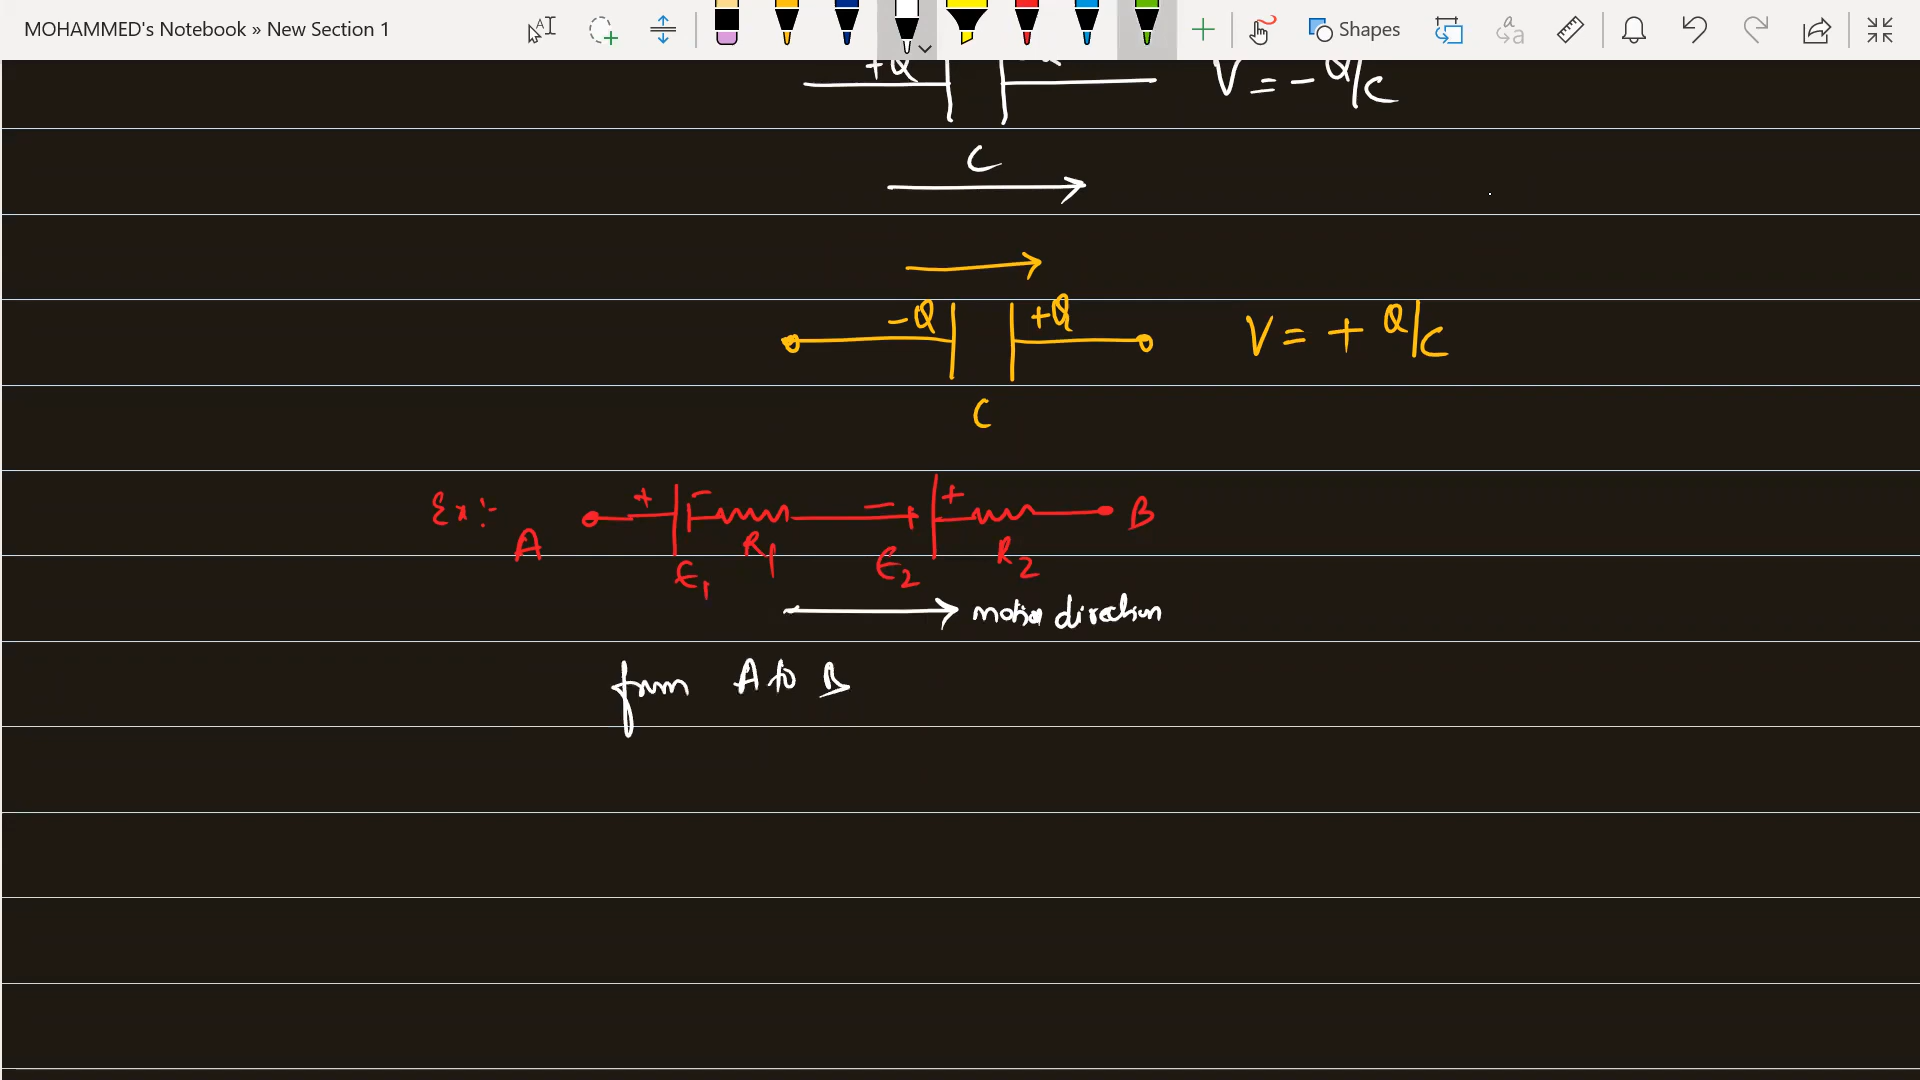 MOHAMMED's Notebook » New Section 1
Shapes
+Q Q V = - Q/C
C
-Q +Q V = + Q/C
C
Ex :- A + - R1 - + R2 B
E1 E2
motion direction
from A to B